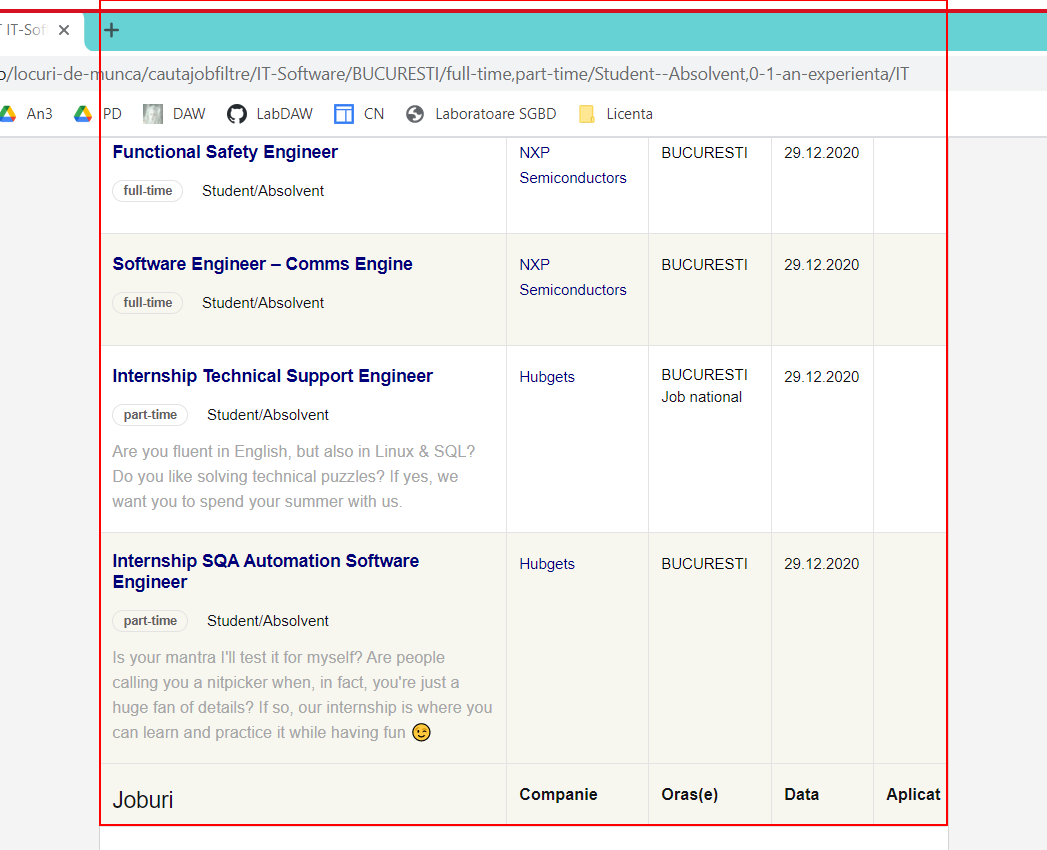 IT-Sof
/locuri-de-munca/cautajobfiltre/IT-Software/BUCURESTI/full-time,part-time/Student--Absolvent,0-1-an-experienta/IT
An3 PD DAW LabDAW CN Laboratoare SGBD Licenta
Functional Safety Engineer
full-time Student/Absolvent
NXP
Semiconductors
BUCURESTI
29.12.2020
Software Engineer – Comms Engine
full-time Student/Absolvent
NXP
Semiconductors
BUCURESTI
29.12.2020
Internship Technical Support Engineer
part-time Student/Absolvent
Are you fluent in English, but also in Linux & SQL?
Do you like solving technical puzzles? If yes, we
want you to spend your summer with us.
Hubgets
BUCURESTI
Job national
29.12.2020
Internship SQA Automation Software
Engineer
part-time Student/Absolvent
Is your mantra I'll test it for myself? Are people
calling you a nitpicker when, in fact, you're just a
huge fan of details? If so, our internship is where you
can learn and practice it while having fun 😉
Hubgets
BUCURESTI
29.12.2020
Joburi Companie Oras(e) Data Aplicat